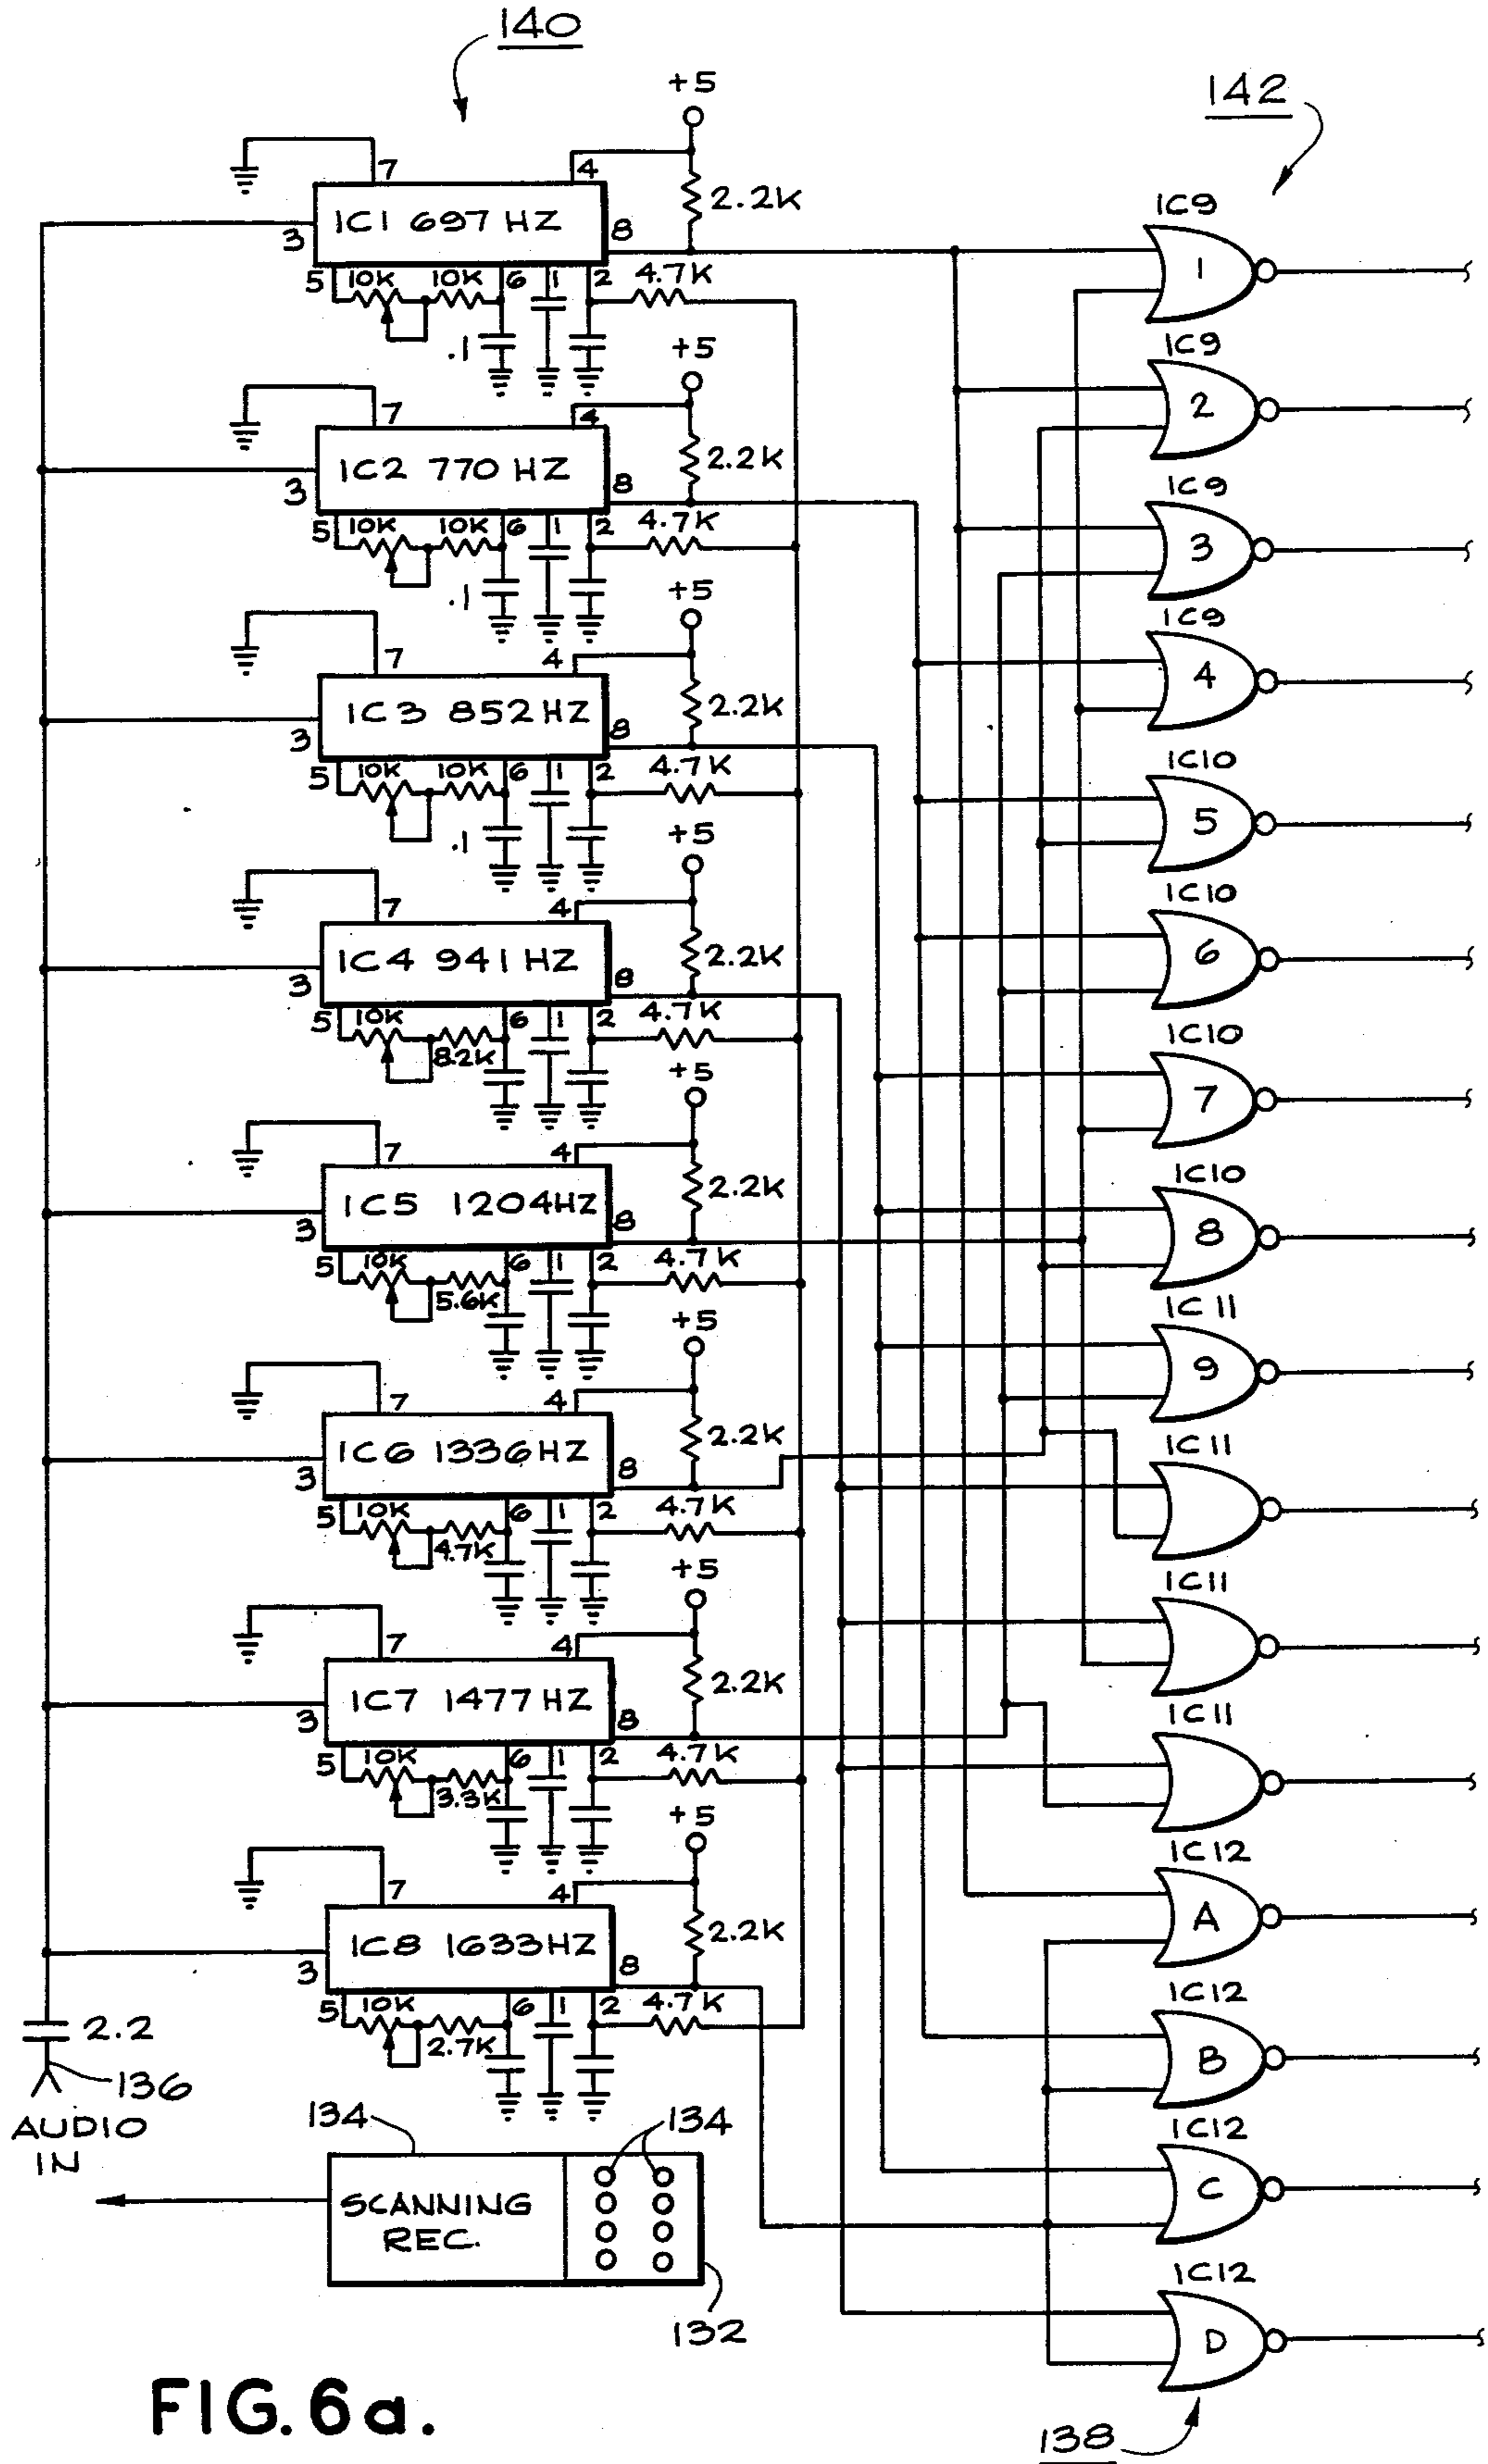 140
142
+5
7
4
2.2K
IC1 697 HZ
3
8
5
10K
10K
6
1
2
4.7K
.1
+5
7
4
2.2K
IC2 770 HZ
3
8
5
10K
10K
6
1
2
4.7K
.1
+5
7
4
2.2K
IC3 852HZ
3
8
5
10K
10K
6
1
2
4.7K
.1
+5
7
4
2.2K
IC4 941 HZ
3
8
5
10K
8.2K
6
1
2
4.7K
+5
7
4
2.2K
IC5 1204HZ
3
8
5
10K
5.6K
6
1
2
4.7K
+5
7
4
2.2K
IC6 1336HZ
3
8
5
10K
4.7K
6
1
2
4.7K
+5
7
4
2.2K
IC7 1477HZ
3
8
5
10K
3.3K
6
1
2
4.7K
+5
7
4
2.2K
IC8 1633HZ
3
8
5
10K
2.7K
6
1
2
4.7K
2.2
136
AUDIO
IN
134
134
SCANNING
REC.
132
IC9
1
IC9
2
IC9
3
IC9
4
IC10
5
IC10
6
IC10
7
IC10
8
IC11
9
IC11
IC11
IC11
IC12
A
IC12
B
IC12
C
IC12
D
138
FIG. 6a.